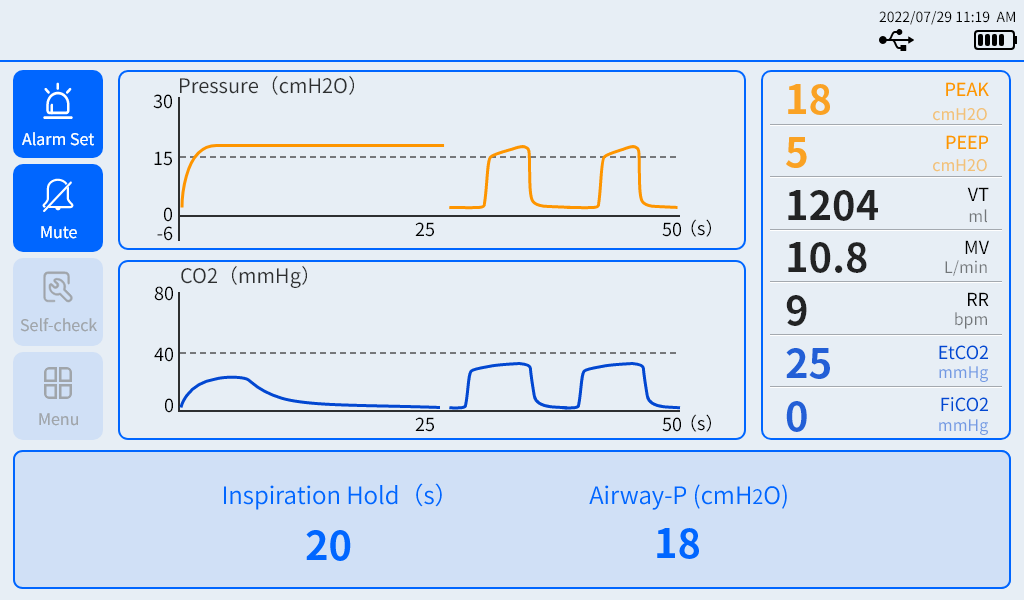 2022/07/29 11:19 AM
Alarm Set
Mute
Self-check
Menu
Pressure（cmH2O）
30
15
0
-6
25
50（s）
CO2（mmHg）
80
40
0
25
50（s）
18 PEAK
cmH2O
5 PEEP
cmH2O
1204 VT
ml
10.8 MV
L/min
9 RR
bpm
25 EtCO2
mmHg
0 FiCO2
mmHg
Inspiration Hold（s）
20
Airway-P (cmH2O)
18